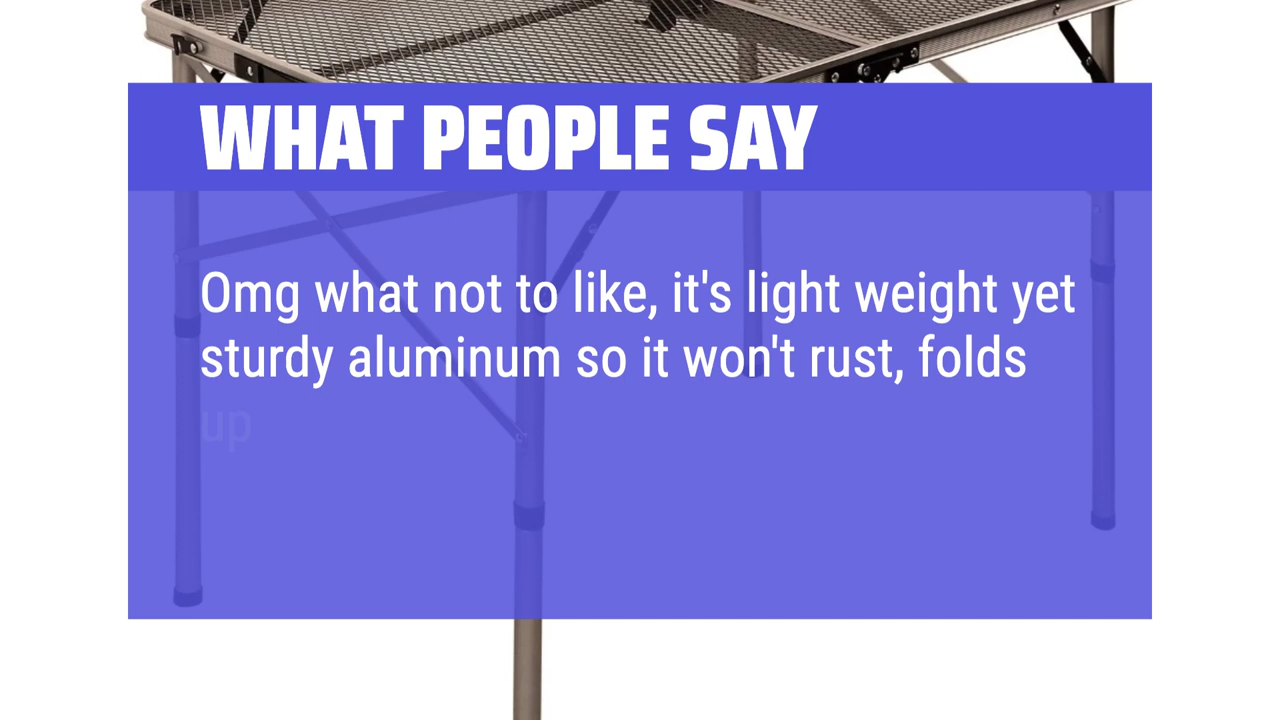 WHAT PEOPLE SAY
Omg what not to like, it's light weight yet
sturdy aluminum so it won't rust, folds
up